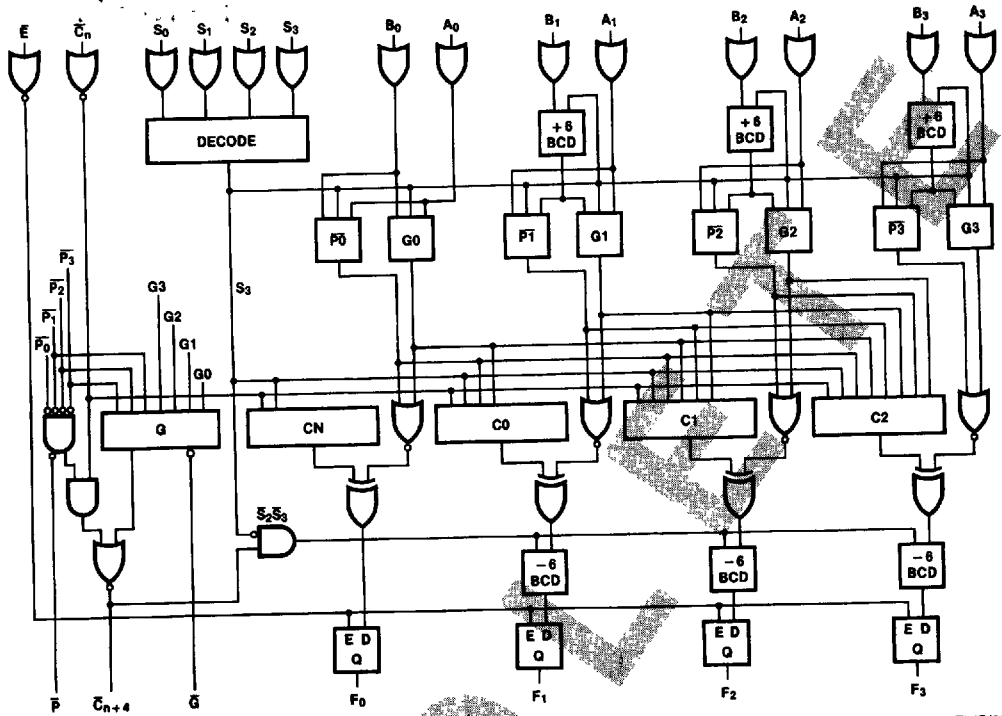 E̅ C̅n S0 S1 S2 S3 B0 A0 B1 A1 B2 A2 B3 A3
DECODE
+6
BCD
+6
BCD
+6
BCD
P̅0̅ G0 P̅1̅ G1 P̅2̅ G2 P̅3̅ G3
P̅3
P̅2
P̅1
P̅0
G3
G2
G1
G0
S3
G CN C0 C1 C2
S̅2S̅3
−6
BCD
−6
BCD
−6
BCD
E D
Q
E D
Q
E D
Q
E D
Q
P̅ C̅n+4 G̅ F0 F1 F2 F3